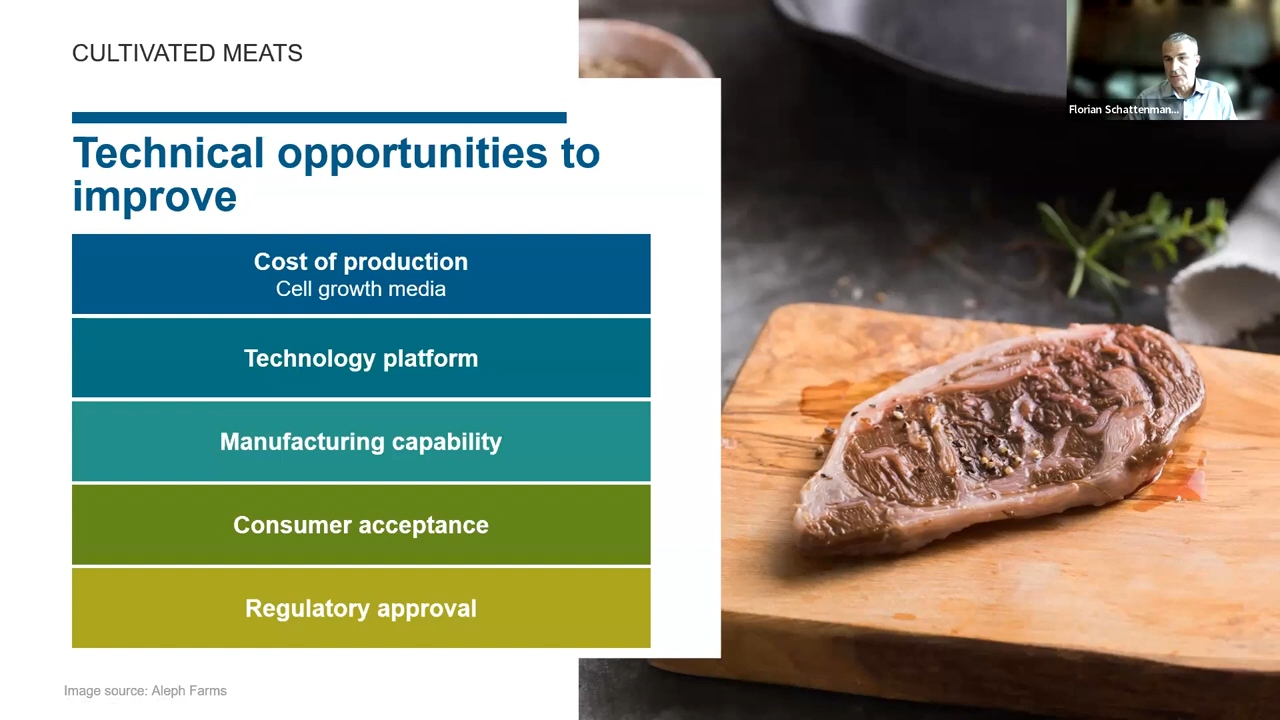 CULTIVATED MEATS
Florian Schattenman...
Technical opportunities to
improve
Cost of production
Cell growth media
Technology platform
Manufacturing capability
Consumer acceptance
Regulatory approval
Image source: Aleph Farms